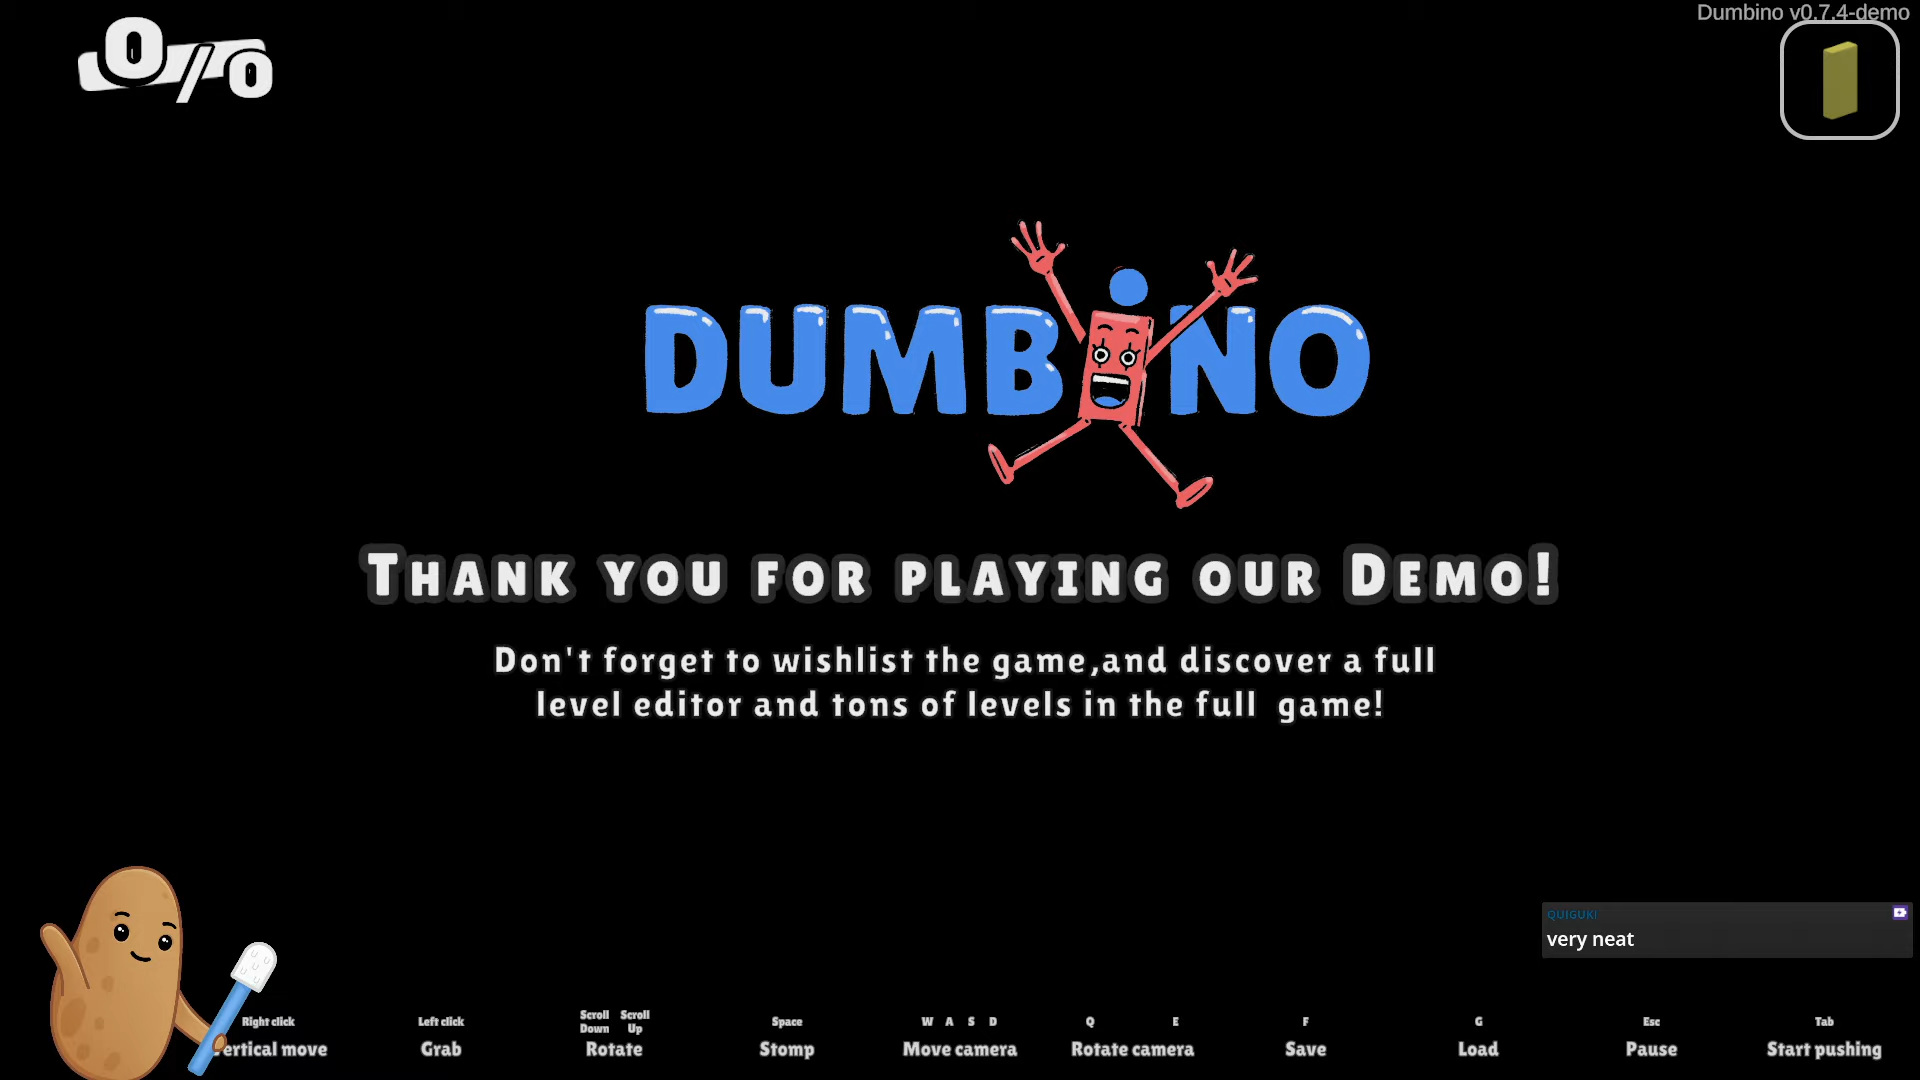 Dumbino v0.7.4-demo
0/0
DUMBINO
Thank you for playing our Demo!
Don't forget to wishlist the game,and discover a full
level editor and tons of levels in the full game!
QUIGUKI
very neat
Right click
Left click
Scroll Down
Scroll Up
Space
W A S D
Q
E
F
G
Esc
Tab
ertical move
Grab
Rotate
Stomp
Move camera
Rotate camera
Save
Load
Pause
Start pushing